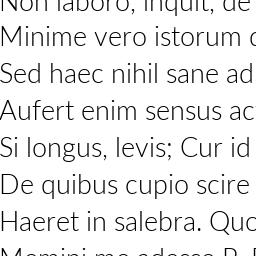 Non laboro, inquit, de
Minime vero istorum
Sed haec nihil sane ad
Aufert enim sensus ac
Si longus, levis; Cur id
De quibus cupio scire
Haeret in salebra. Quo